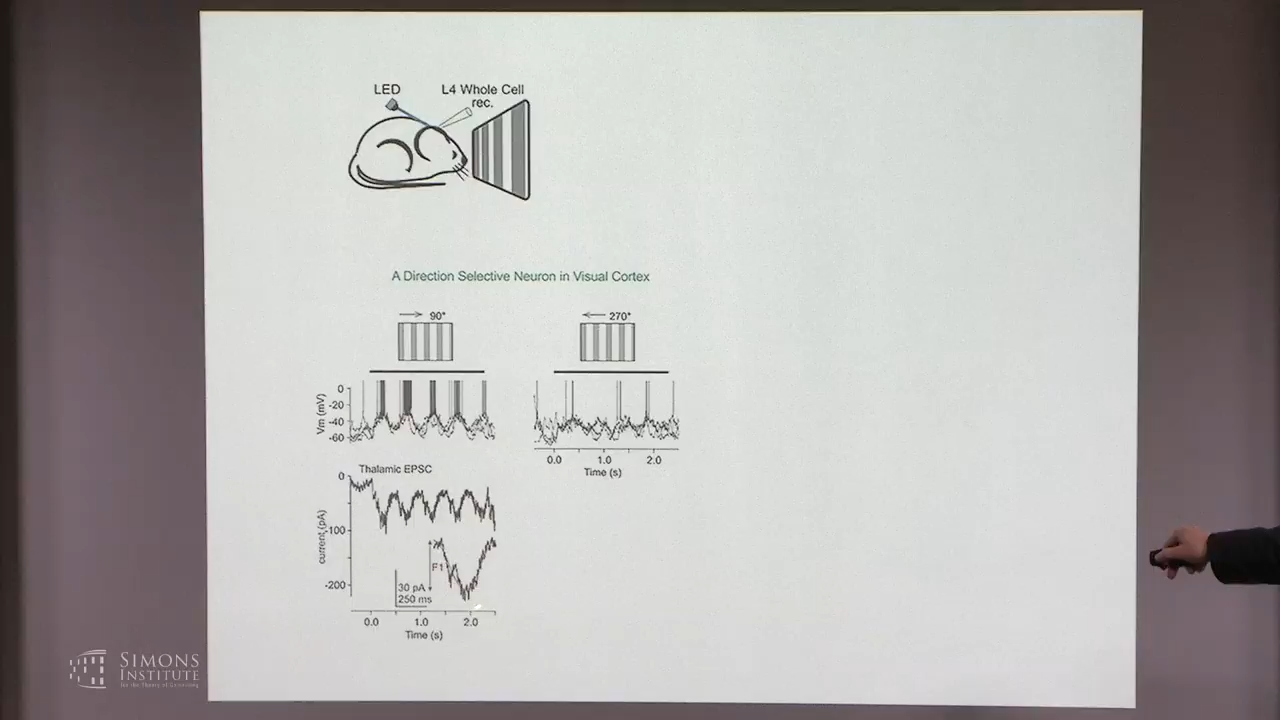 LED
L4 Whole Cell
rec.
A Direction Selective Neuron in Visual Cortex
90°
270°
Vm (mV)
0
-20
-40
-60
0.0 1.0 2.0
Time (s)
Thalamic EPSC
current (pA)
0
-100
-200
F1
30 pA
250 ms
0.0 1.0 2.0
Time (s)
SIMONS
INSTITUTE
for the Theory of Computing